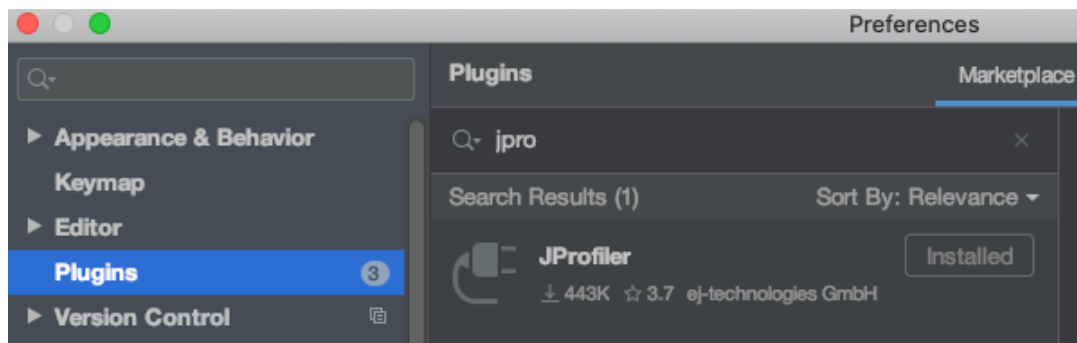 Preferences
Plugins
Marketplace
Appearance & Behavior
Keymap
Editor
Plugins 3
Version Control
jpro
Search Results (1) Sort By: Relevance
JProfiler Installed
443K 3.7 ej-technologies GmbH